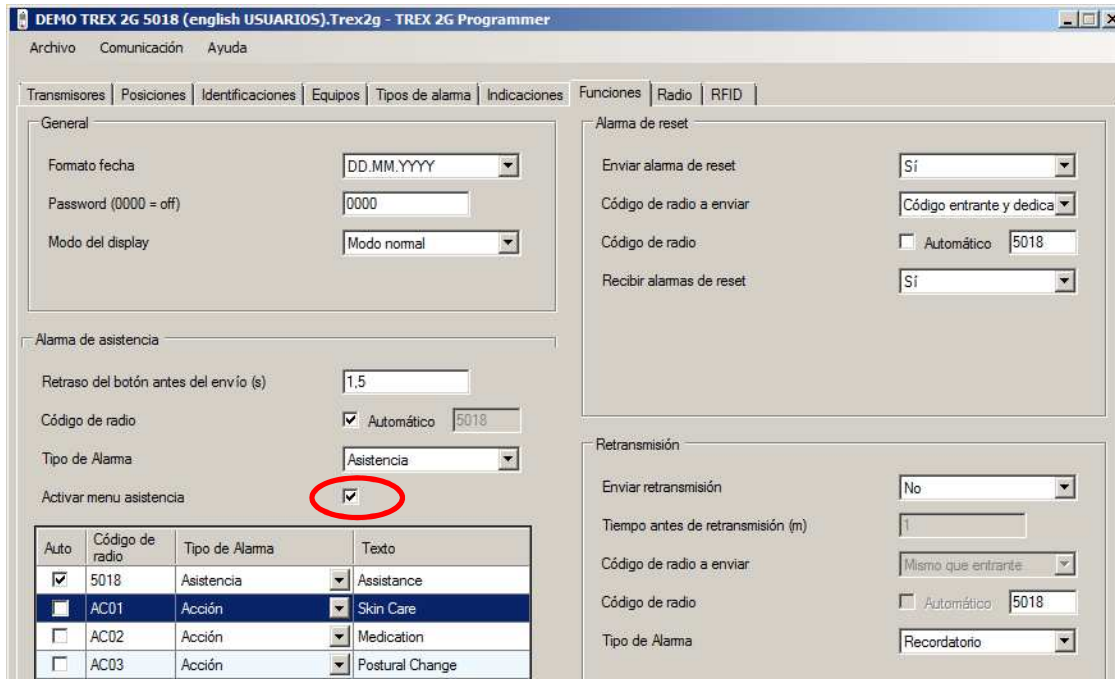 DEMO TREX 2G 5018 (english USUARIOS).Trex2g - TREX 2G Programmer
Archivo Comunicación Ayuda
Transmisores Posiciones Identificaciones Equipos Tipos de alarma Indicaciones Funciones Radio RFID
General
Formato fecha DD.MM.YYYY
Password (0000 = off) 0000
Modo del display Modo normal
Alarma de asistencia
Retraso del botón antes del envío (s) 1,5
Código de radio Automático 5018
Tipo de Alarma Asistencia
Activar menu asistencia
Auto Código de radio Tipo de Alarma Texto
5018 Asistencia Assistance
AC01 Acción Skin Care
AC02 Acción Medication
AC03 Acción Postural Change
Alarma de reset
Enviar alarma de reset Sí
Código de radio a enviar Código entrante y dedica
Código de radio Automático 5018
Recibir alarmas de reset Sí
Retransmisión
Enviar retransmisión No
Tiempo antes de retransmisión (m) 1
Código de radio a enviar Mismo que entrante
Código de radio Automático 5018
Tipo de Alarma Recordatorio